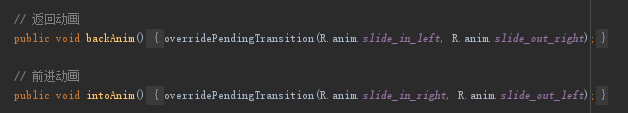 // 返回动画
public void backAnim() { overridePendingTransition(R.anim.slide_in_left, R.anim.slide_out_right); }
// 前进动画
public void intoAnim() { overridePendingTransition(R.anim.slide_in_right, R.anim.slide_out_left); }